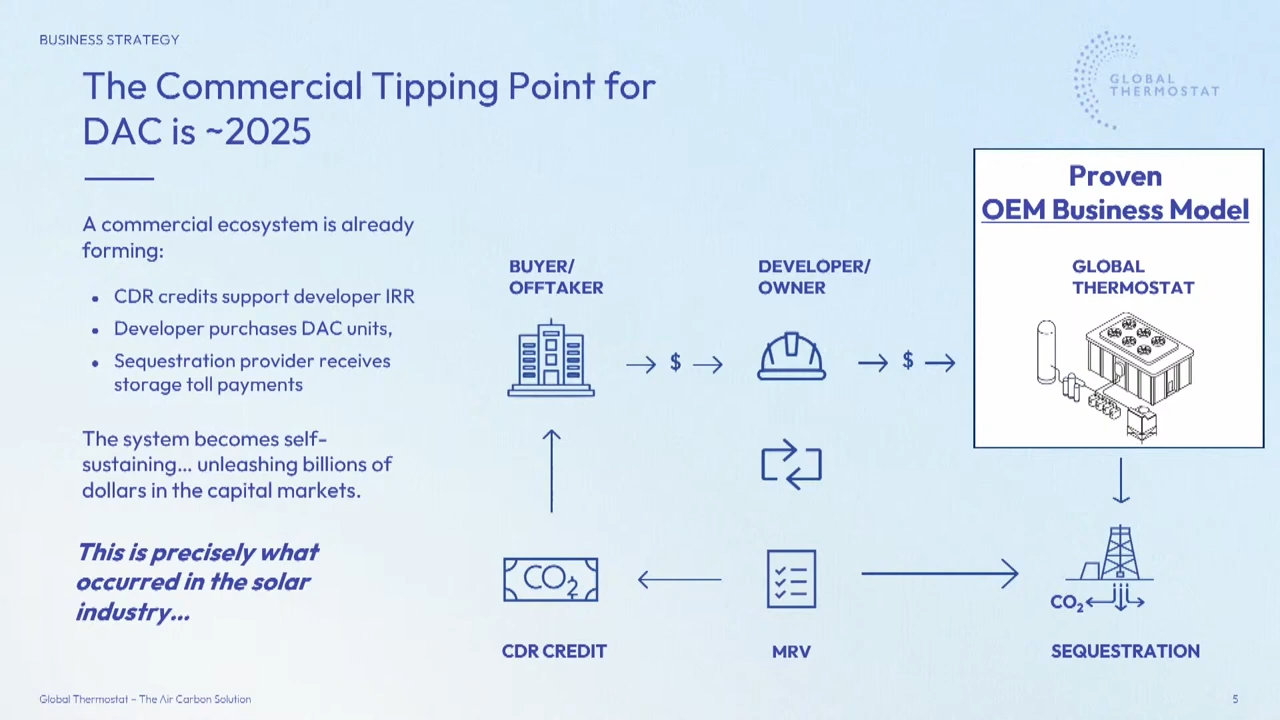 BUSINESS STRATEGY
The Commercial Tipping Point for
DAC is ~2025
GLOBAL
THERMOSTAT
A commercial ecosystem is already
forming:
• CDR credits support developer IRR
• Developer purchases DAC units,
• Sequestration provider receives
storage toll payments
The system becomes self-
sustaining... unleashing billions of
dollars in the capital markets.
This is precisely what
occurred in the solar
industry...
BUYER/
OFFTAKER
$
DEVELOPER/
OWNER
$
Proven
OEM Business Model
GLOBAL
THERMOSTAT
CO₂
CDR CREDIT
MRV
CO₂
SEQUESTRATION
Global Thermostat – The Air Carbon Solution
5